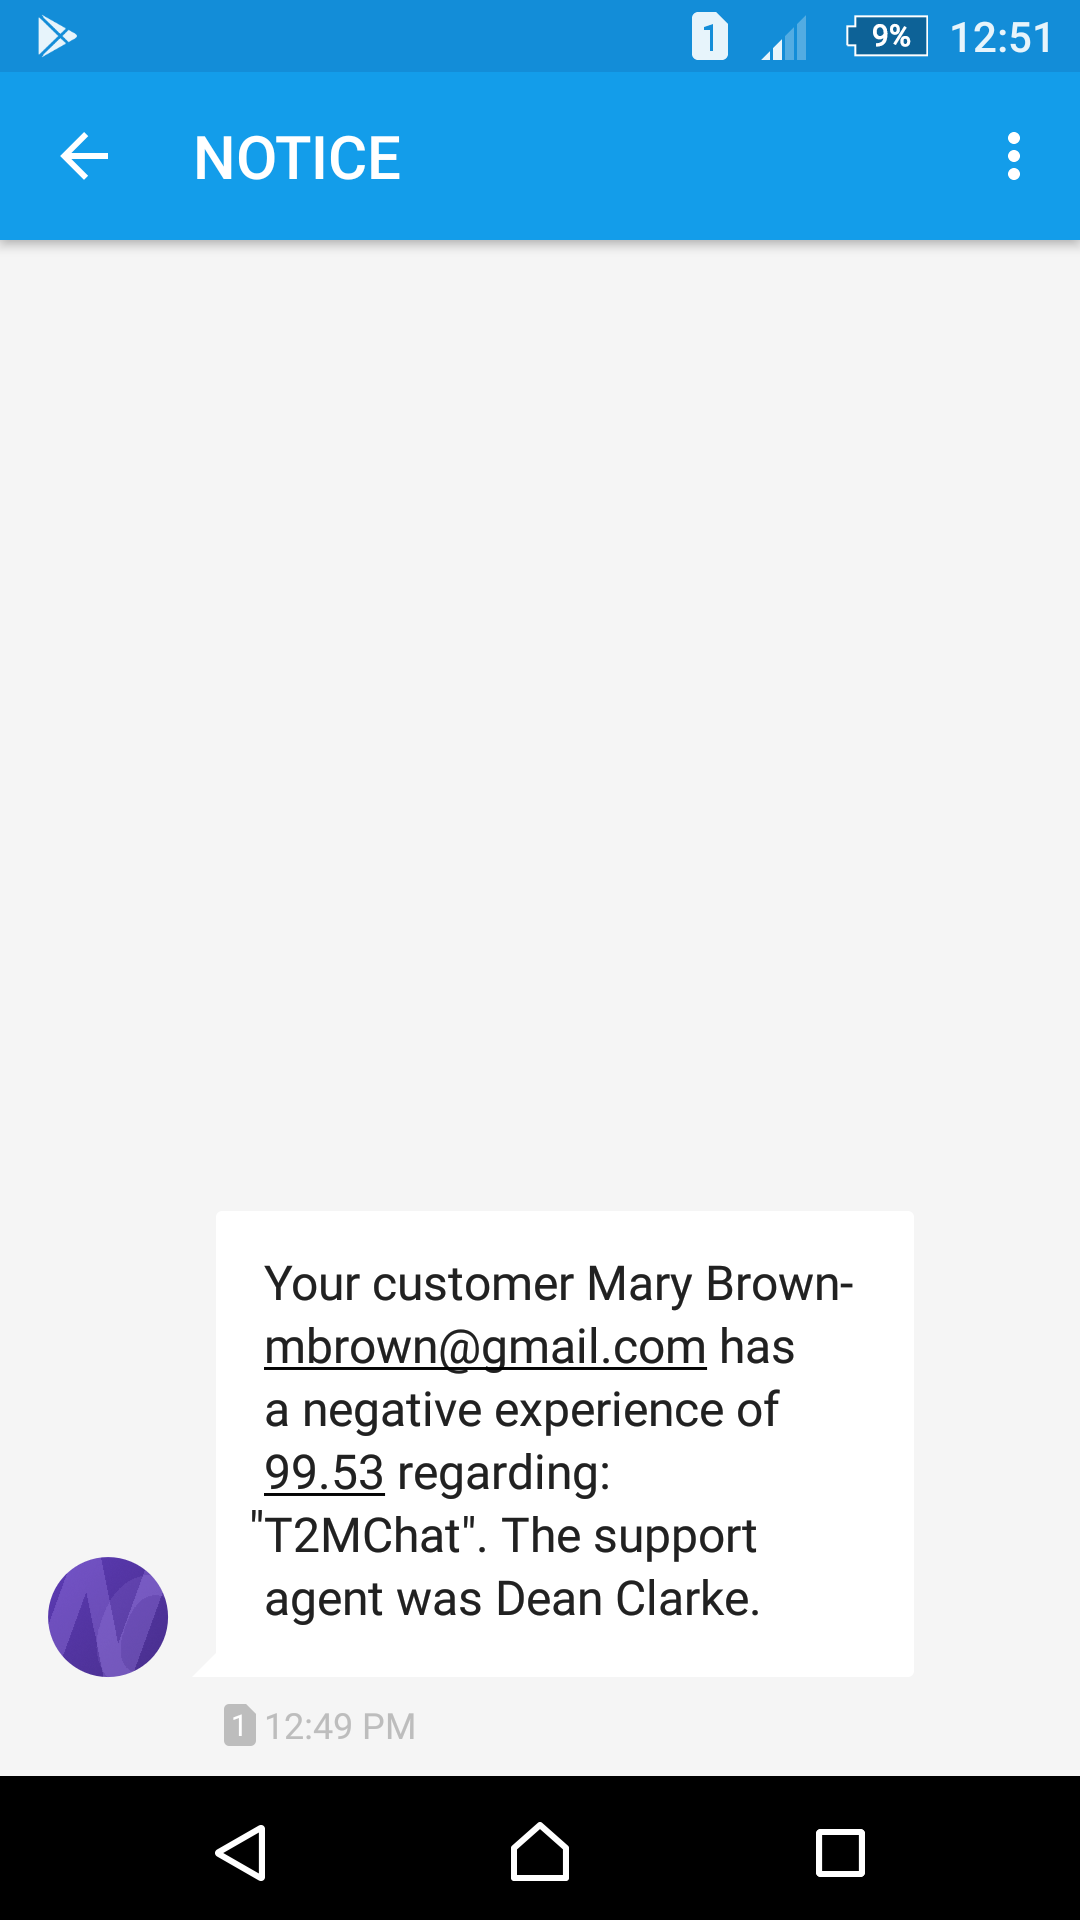 1 9% 12:51
NOTICE
Your customer Mary Brown-
mbrown@gmail.com has
a negative experience of
99.53 regarding:
"T2MChat". The support
agent was Dean Clarke.
1 12:49 PM